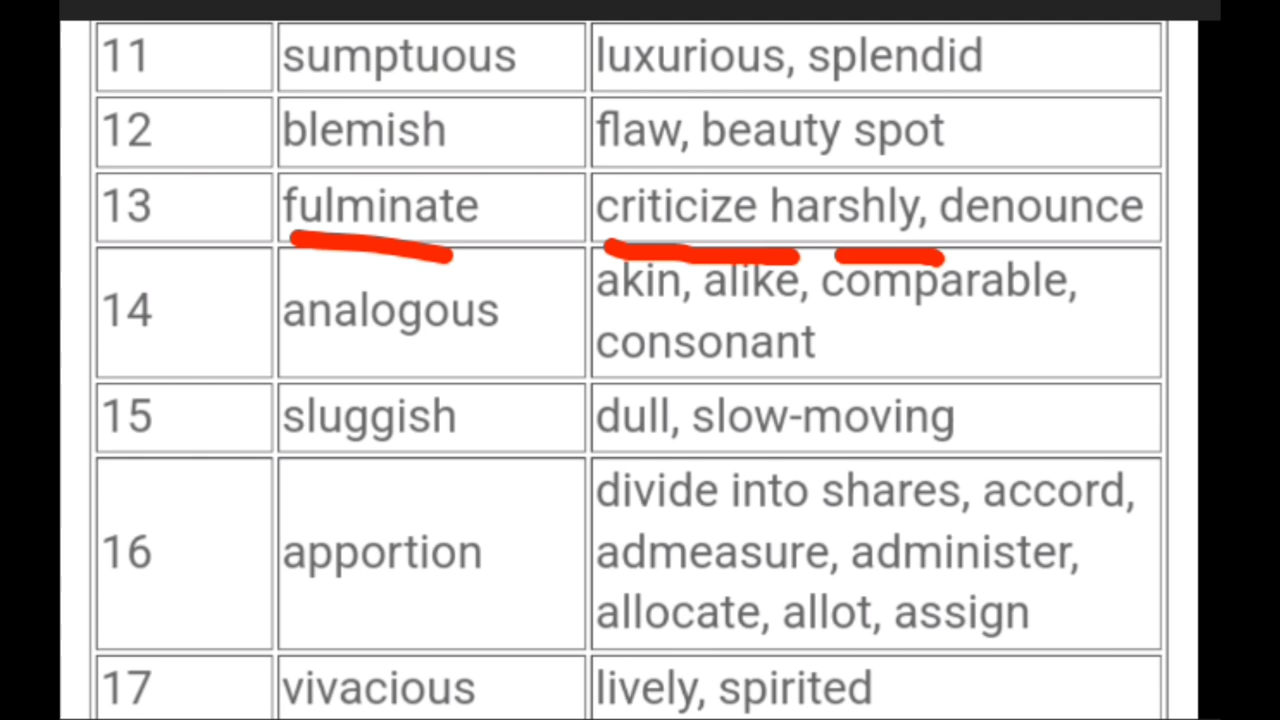 11 sumptuous luxurious, splendid
12 blemish flaw, beauty spot
13 fulminate criticize harshly, denounce
14 analogous akin, alike, comparable,
consonant
15 sluggish dull, slow-moving
16 apportion divide into shares, accord,
admeasure, administer,
allocate, allot, assign
17 vivacious lively, spirited